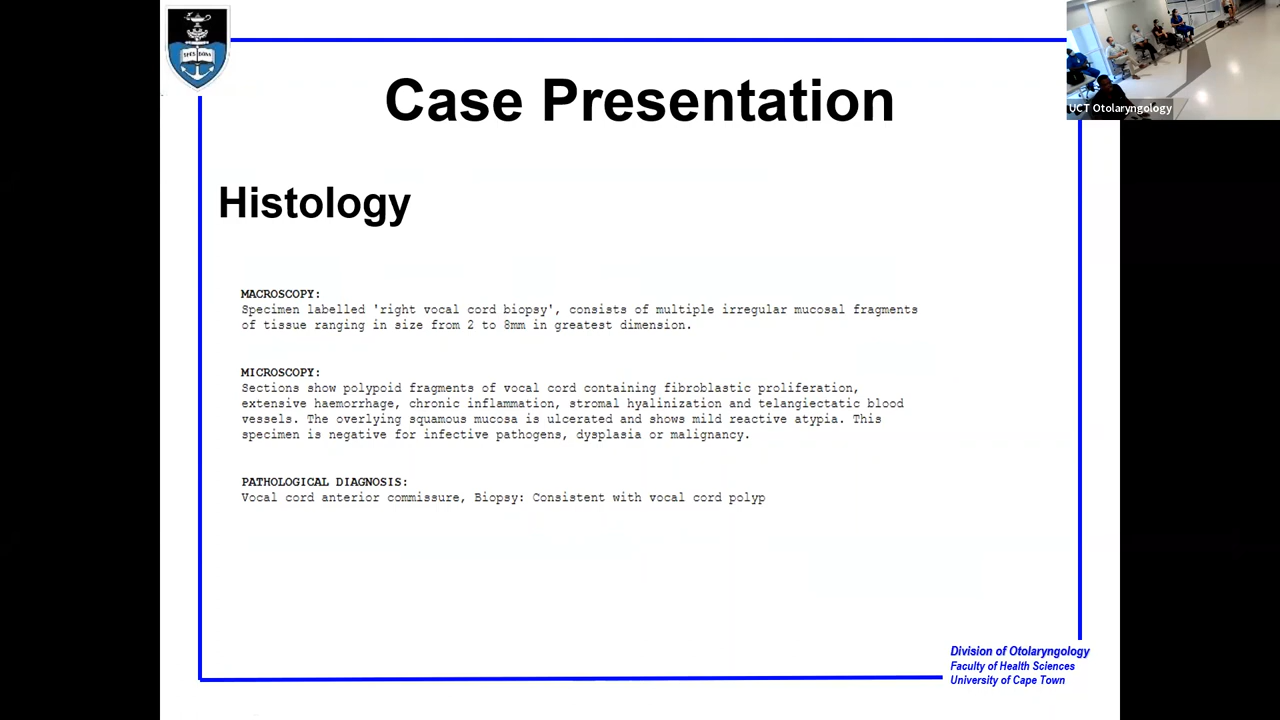 Case Presentation
UCT Otolaryngology
Histology
MACROSCOPY:
Specimen labelled 'right vocal cord biopsy', consists of multiple irregular mucosal fragments
of tissue ranging in size from 2 to 8mm in greatest dimension.
MICROSCOPY:
Sections show polypoid fragments of vocal cord containing fibroblastic proliferation,
extensive haemorrhage, chronic inflammation, stromal hyalinization and telangiectatic blood
vessels. The overlying squamous mucosa is ulcerated and shows mild reactive atypia. This
specimen is negative for infective pathogens, dysplasia or malignancy.
PATHOLOGICAL DIAGNOSIS:
Vocal cord anterior commissure, Biopsy: Consistent with vocal cord polyp
Division of Otolaryngology
Faculty of Health Sciences
University of Cape Town